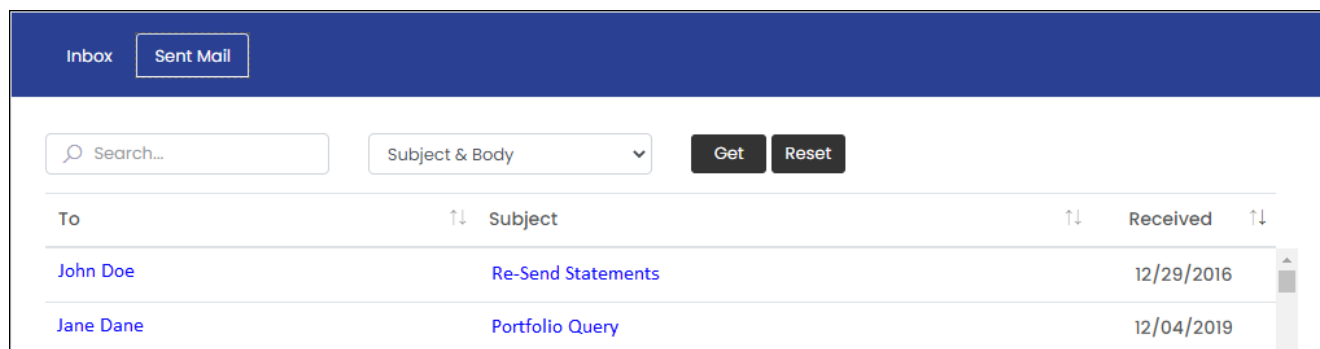 Inbox Sent Mail
Search... Subject & Body Get Reset
To Subject Received
John Doe Re-Send Statements 12/29/2016
Jane Dane Portfolio Query 12/04/2019